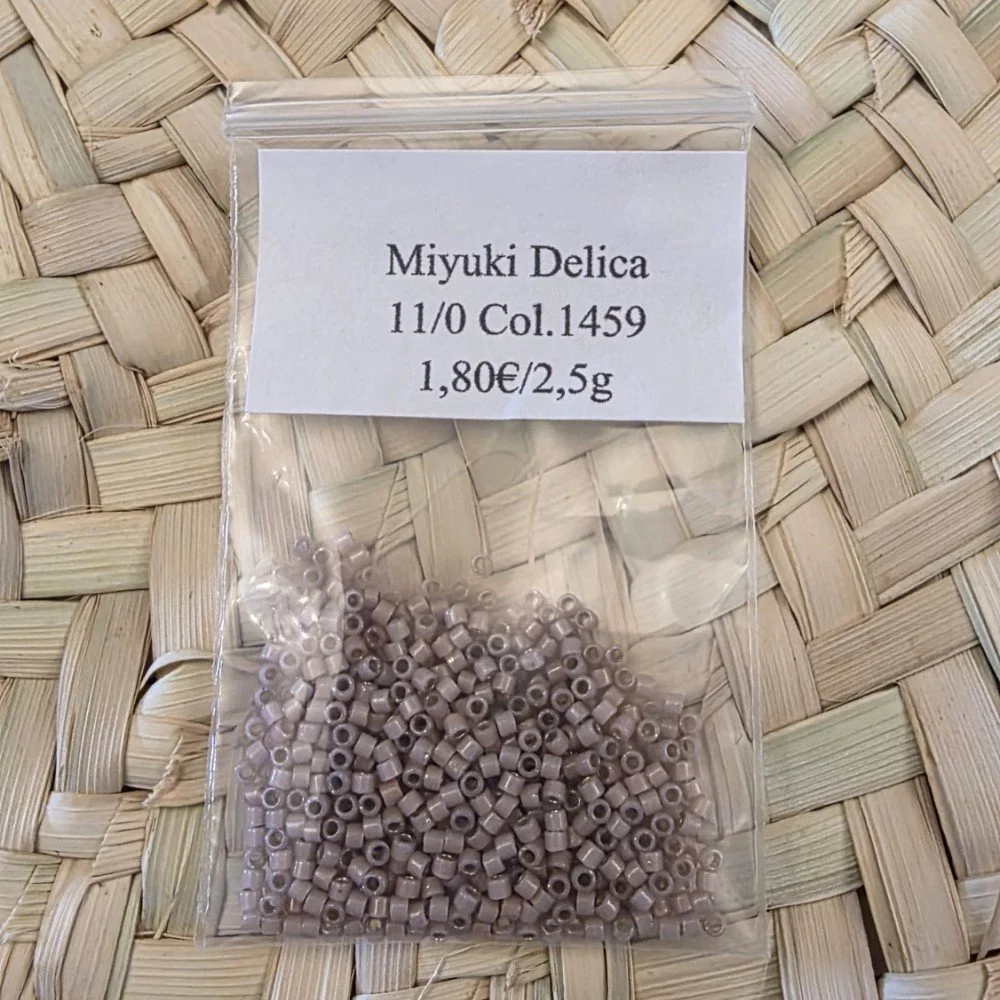 Miyuki Delica
11/0 Col.1459
1,80€/2,5g